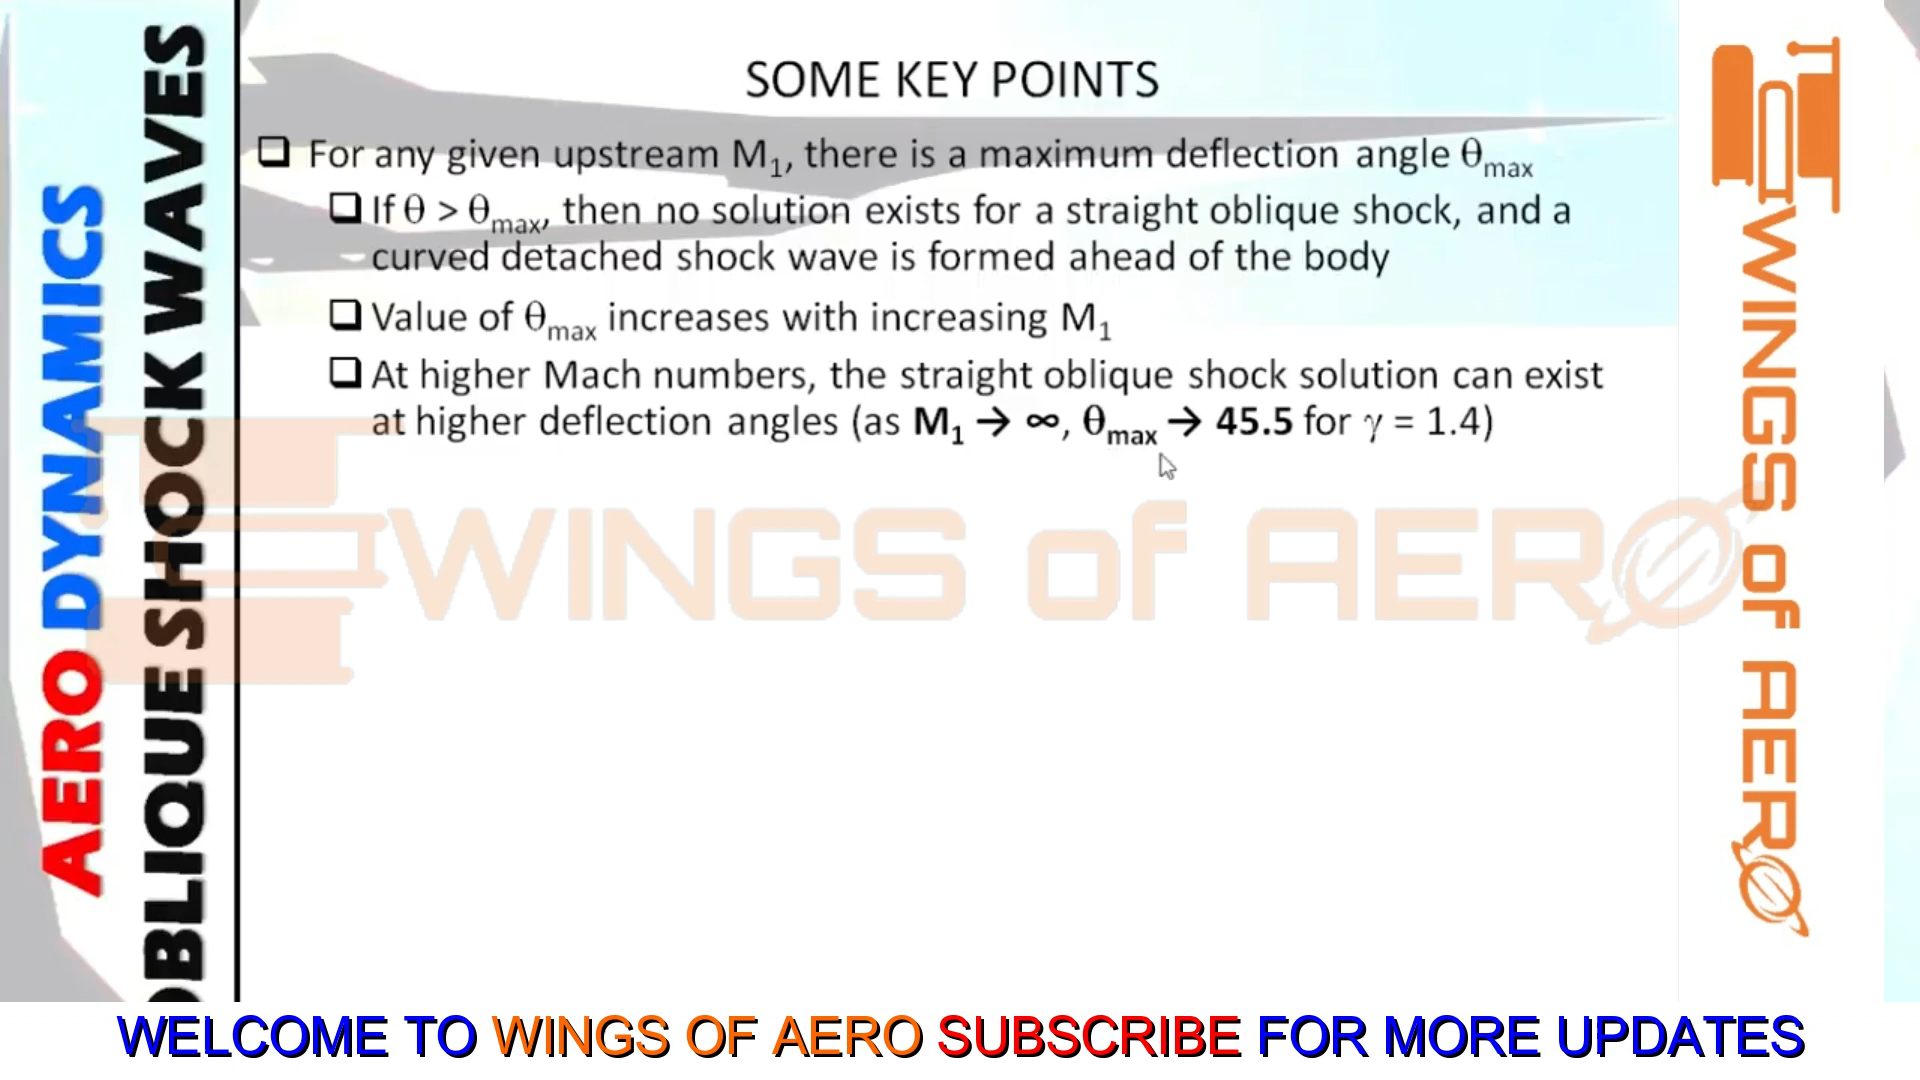 AERO DYNAMICS
OBLIQUE SHOCK WAVES
SOME KEY POINTS
❑ For any given upstream M₁, there is a maximum deflection angle θmax
❑ If θ > θmax, then no solution exists for a straight oblique shock, and a
curved detached shock wave is formed ahead of the body
❑ Value of θmax increases with increasing M₁
❑ At higher Mach numbers, the straight oblique shock solution can exist
at higher deflection angles (as M₁ → ∞, θmax → 45.5 for γ = 1.4)
WINGS of AERO
WINGS of AERO
WELCOME TO WINGS OF AERO SUBSCRIBE FOR MORE UPDATES